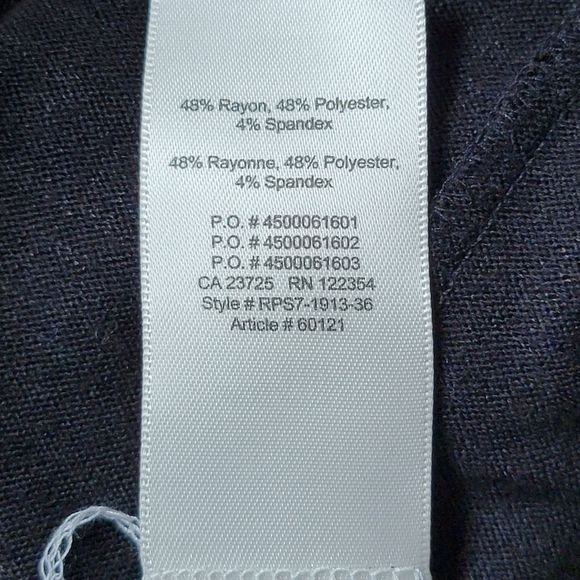 48% Rayon, 48% Polyester,
4% Spandex
48% Rayonne, 48% Polyester,
4% Spandex
P.O. # 4500061601
P.O. # 4500061602
P.O. # 4500061603
CA 23725 RN 122354
Style # RPS7-1913-36
Article # 60121